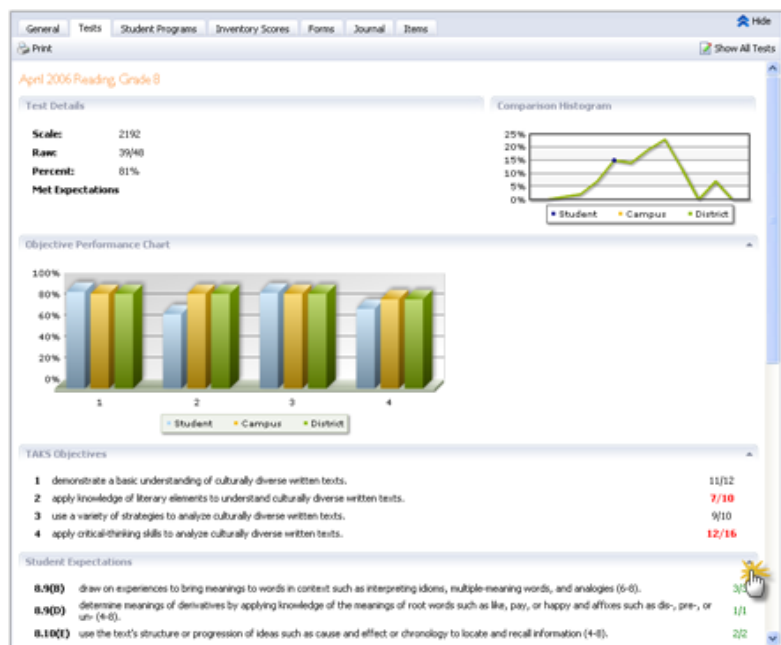 General Tests Student Programs Inventory Scores Forms Journal Items Hide
Print Show All Tests
April 2006 Reading, Grade 8
Test Details
Scale: 2192
Raw: 39/48
Percent: 81%
Met Expectations
Comparison Histogram
25%
20%
15%
10%
5%
0%
Student Campus District
Objective Performance Chart
100%
80%
60%
40%
20%
0%
1 2 3 4
Student Campus District
TAKS Objectives
1 demonstrate a basic understanding of culturally diverse written texts. 11/12
2 apply knowledge of literary elements to understand culturally diverse written texts. 7/10
3 use a variety of strategies to analyze culturally diverse written texts. 9/10
4 apply critical-thinking skills to analyze culturally diverse written texts. 12/16
Student Expectations
8.9(B) draw on experiences to bring meanings to words in context such as interpreting idioms, multiple-meaning words, and analogies (6-8).
8.9(D) determine meanings of derivatives by applying knowledge of the meanings of root words such as like, pay, or happy and affixes such as dis-, pre-, or
un- (4-8). 1/1
8.10(E) use the text's structure or progression of ideas such as cause and effect or chronology to locate and recall information (4-8). 2/2